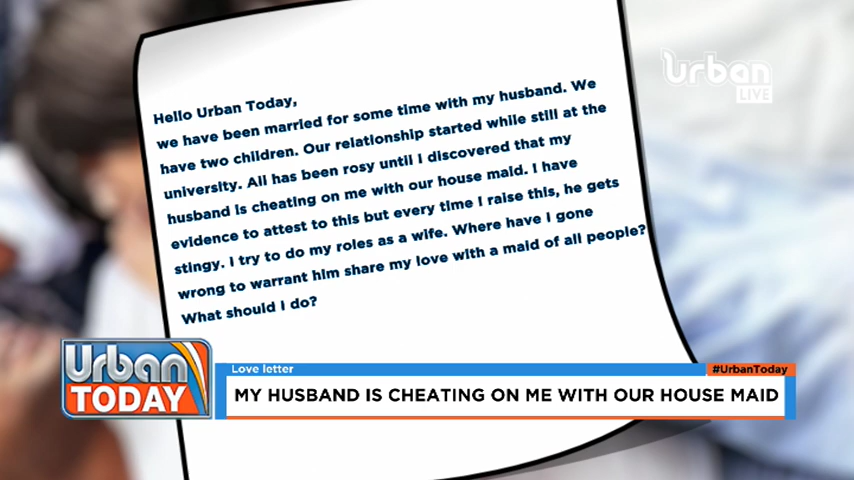 Urban
LIVE
Hello Urban Today,
we have been married for some time with my husband. We
have two children. Our relationship started while still at the
university. All has been rosy until I discovered that my
husband is cheating on me with our house maid. I have
evidence to attest to this but every time I raise this, he gets
stingy. I try to do my roles as a wife. Where have I gone
wrong to warrant him share my love with a maid of all people?
What should I do?
Urban
TODAY
Love letter
#UrbanToday
MY HUSBAND IS CHEATING ON ME WITH OUR HOUSE MAID